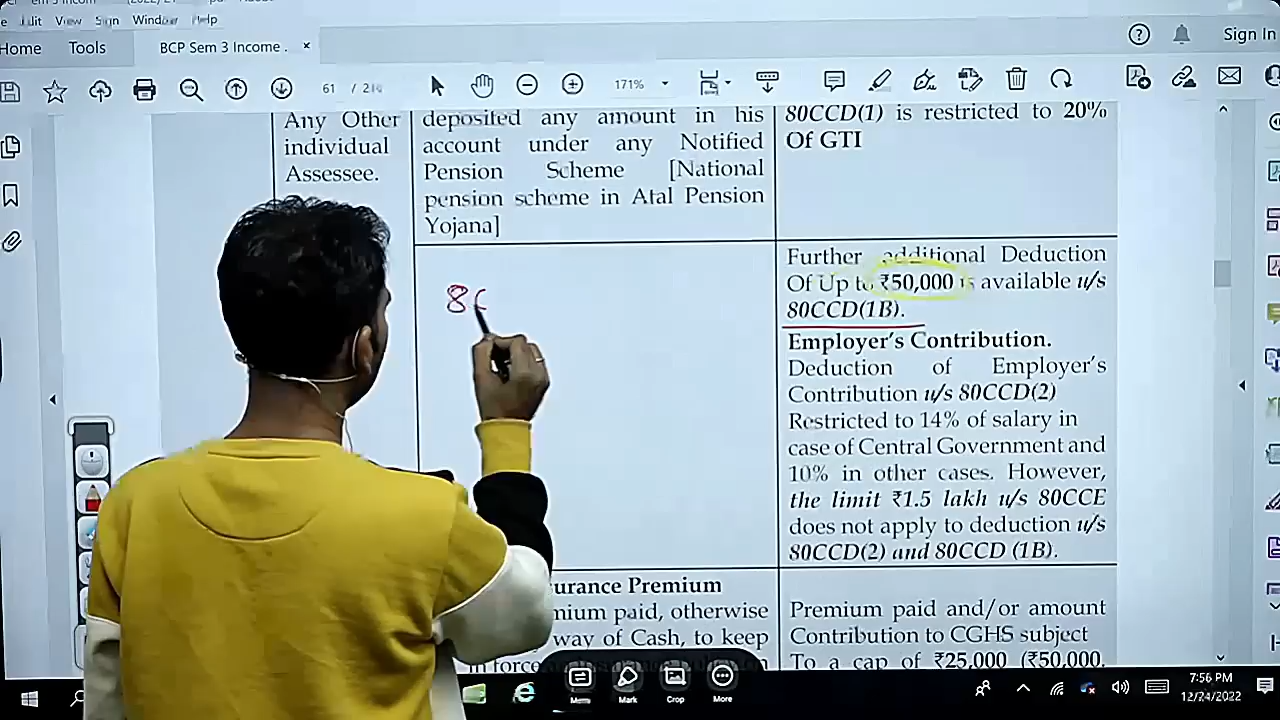 View Sign Window Help
Home Tools BCP Sem 3 Income . × Sign In
61 171%
Any Other
individual
Assessee.
deposited any amount in his
account under any Notified
Pension Scheme [National
pension scheme in Atal Pension
Yojana]
80CCD(1) is restricted to 20%
Of GTI
80
Further additional Deduction
Of Up to ₹50,000 is available u/s
80CCD(1B).
Employer's Contribution.
Deduction of Employer's
Contribution u/s 80CCD(2)
Restricted to 14% of salary in
case of Central Government and
10% in other cases. However,
the limit ₹1.5 lakh u/s 80CCE
does not apply to deduction u/s
80CCD(2) and 80CCD (1B).
Premium
paid, otherwise
way of Cash, to keep
Premium paid and/or amount
Contribution to CGHS subject
To a cap of ₹25,000 (₹50,000,
Mark Crop More
7:56 PM
12/24/2022